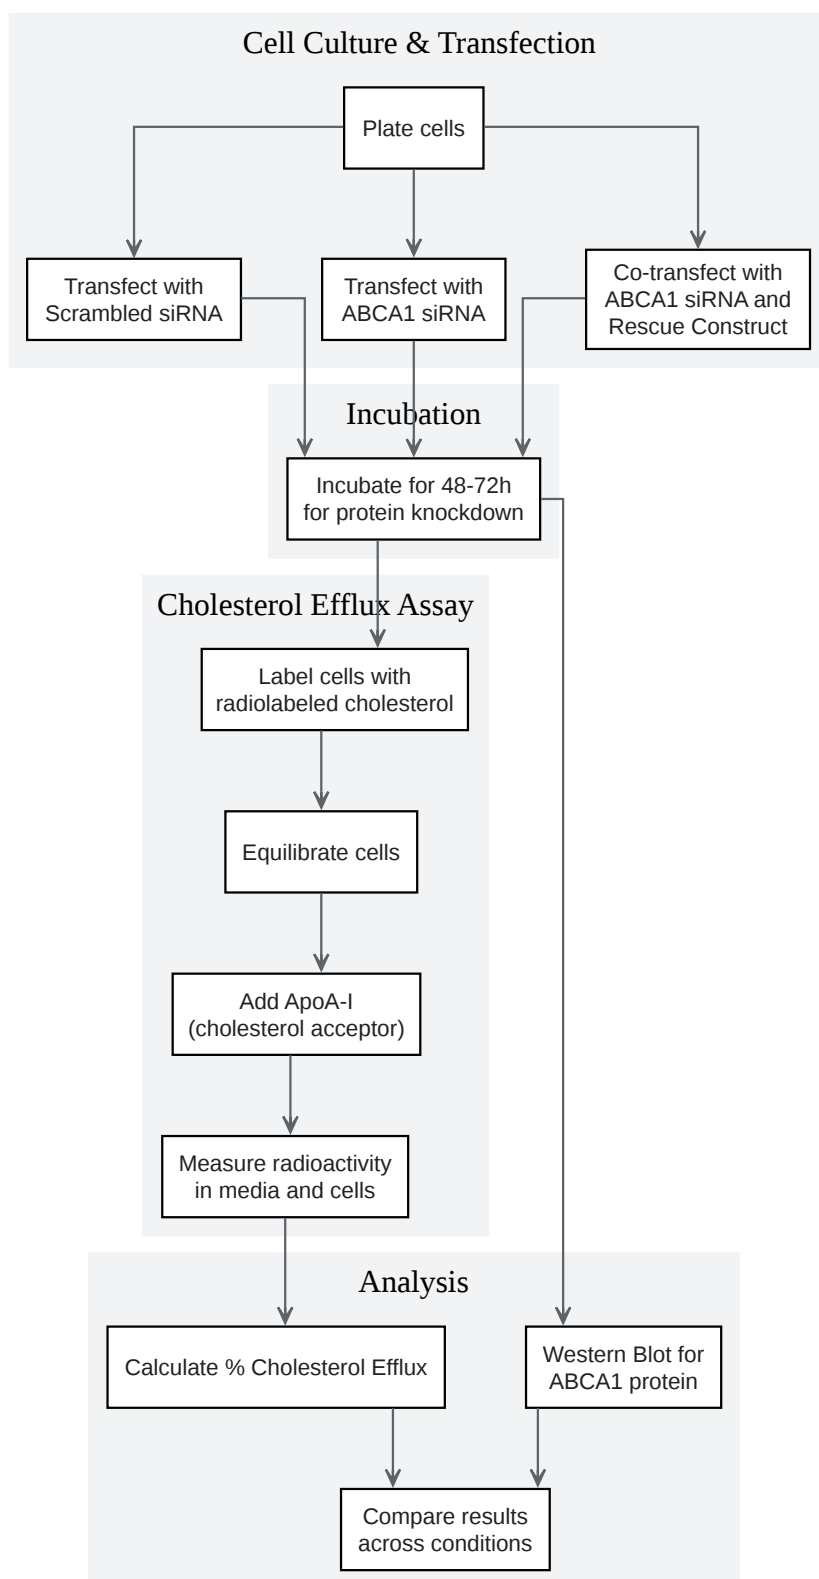 Cell Culture & Transfection
Plate cells
Transfect with
Scrambled siRNA
Transfect with
ABCA1 siRNA
Co-transfect with
ABCA1 siRNA and
Rescue Construct
Incubation
Incubate for 48-72h
for protein knockdown
Cholesterol Efflux Assay
Label cells with
radiolabeled cholesterol
Equilibrate cells
Add ApoA-I
(cholesterol acceptor)
Measure radioactivity
in media and cells
Analysis
Calculate % Cholesterol Efflux
Western Blot for
ABCA1 protein
Compare results
across conditions